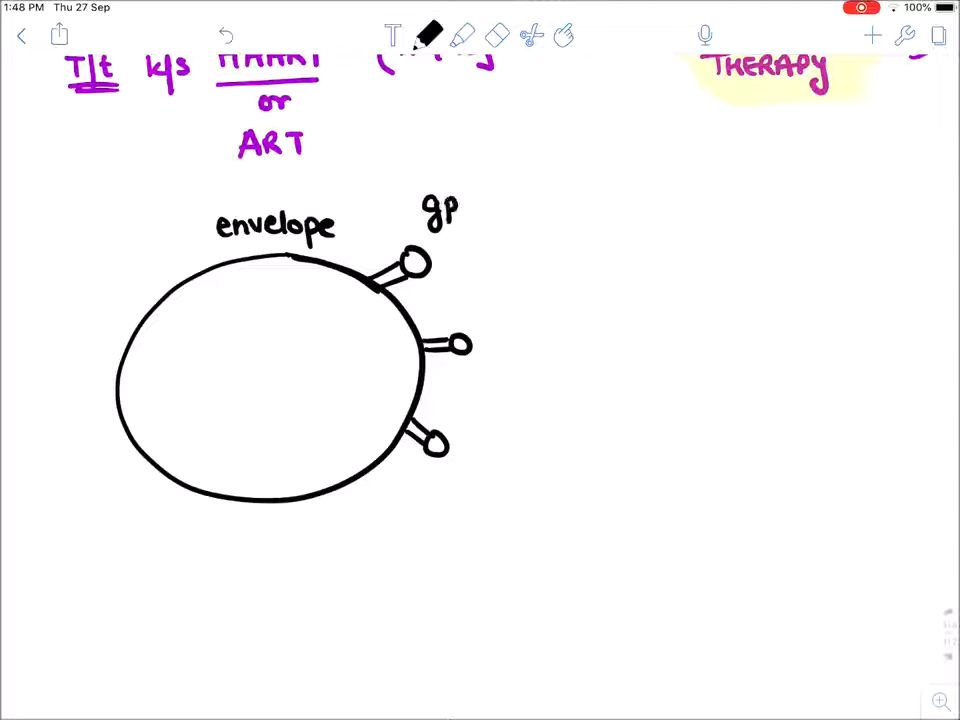 1:48 PM Thu 27 Sep
100%
T
T/t k/s HAART
THERAPY
or
ART
envelope
gp